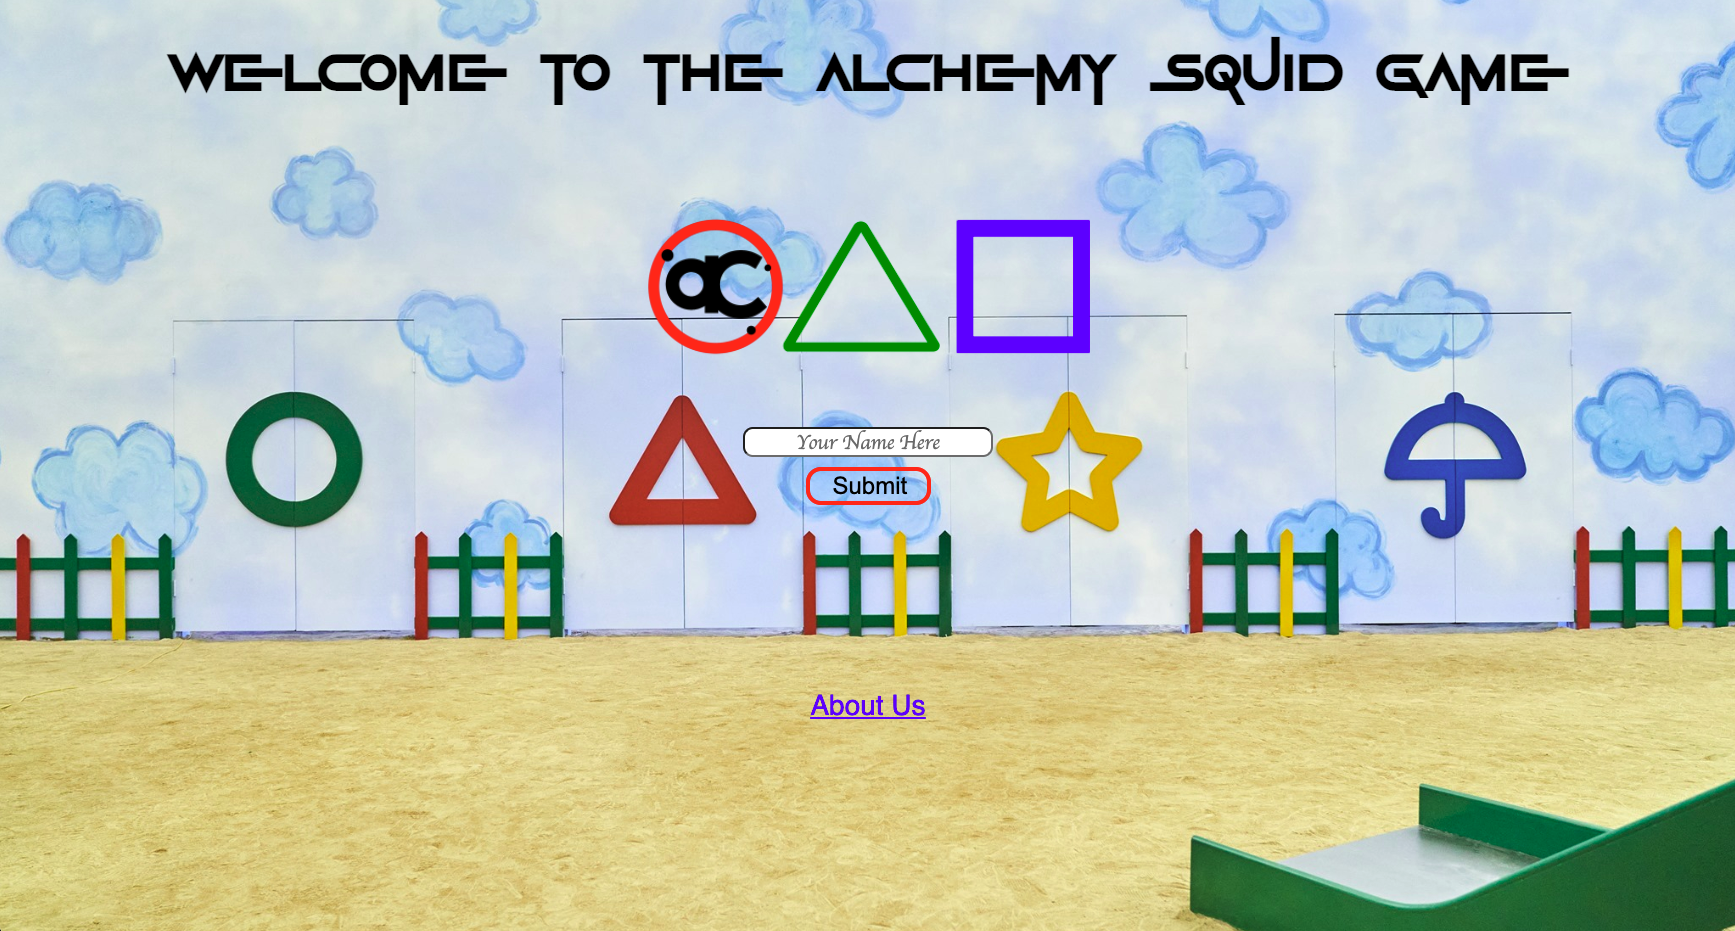 WELCOME TO THE ALCHEMY SQUID GAME
ac
Your Name Here
Submit
About Us